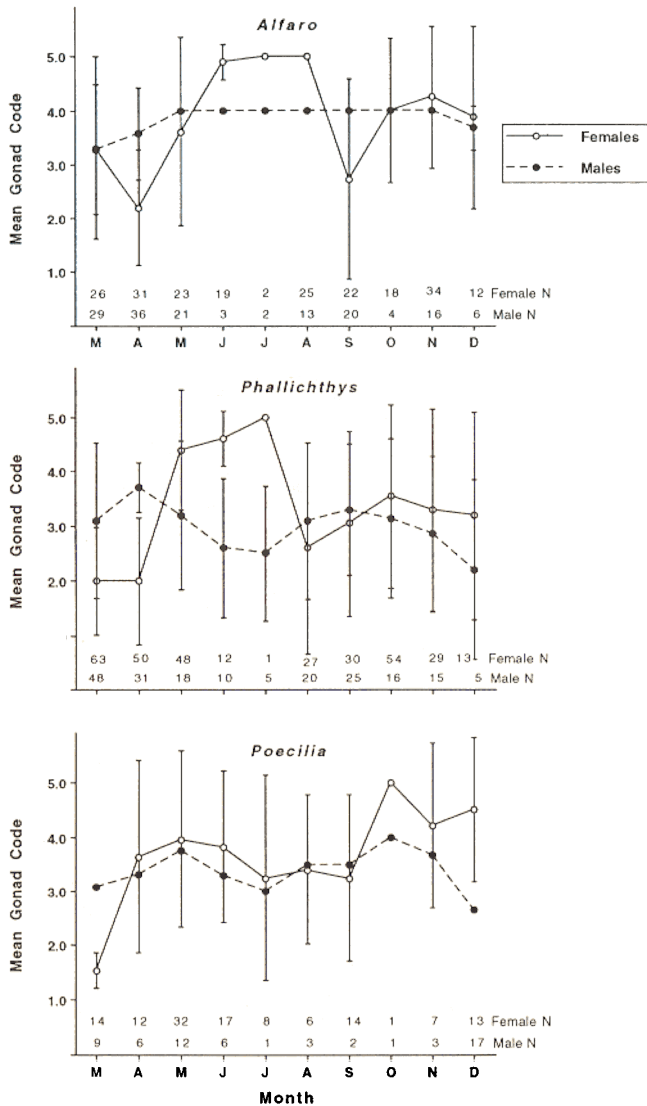 Alfaro
5.0
4.0
3.0
2.0
1.0
Mean Gonad Code
Females
Males
26 31 23 19 2 25 22 18 34 12 Female N
29 36 21 3 2 13 20 4 16 6 Male N
M A M J J A S O N D
Phallichthys
5.0
4.0
3.0
2.0
Mean Gonad Code
63 50 48 12 1 27 30 54 29 13 Female N
48 31 18 10 5 20 25 16 15 5 Male N
Poecilia
5.0
4.0
3.0
2.0
1.0
Mean Gonad Code
14 12 32 17 8 6 14 1 7 13 Female N
9 6 12 6 1 3 2 1 3 17 Male N
M A M J J A S O N D
Month